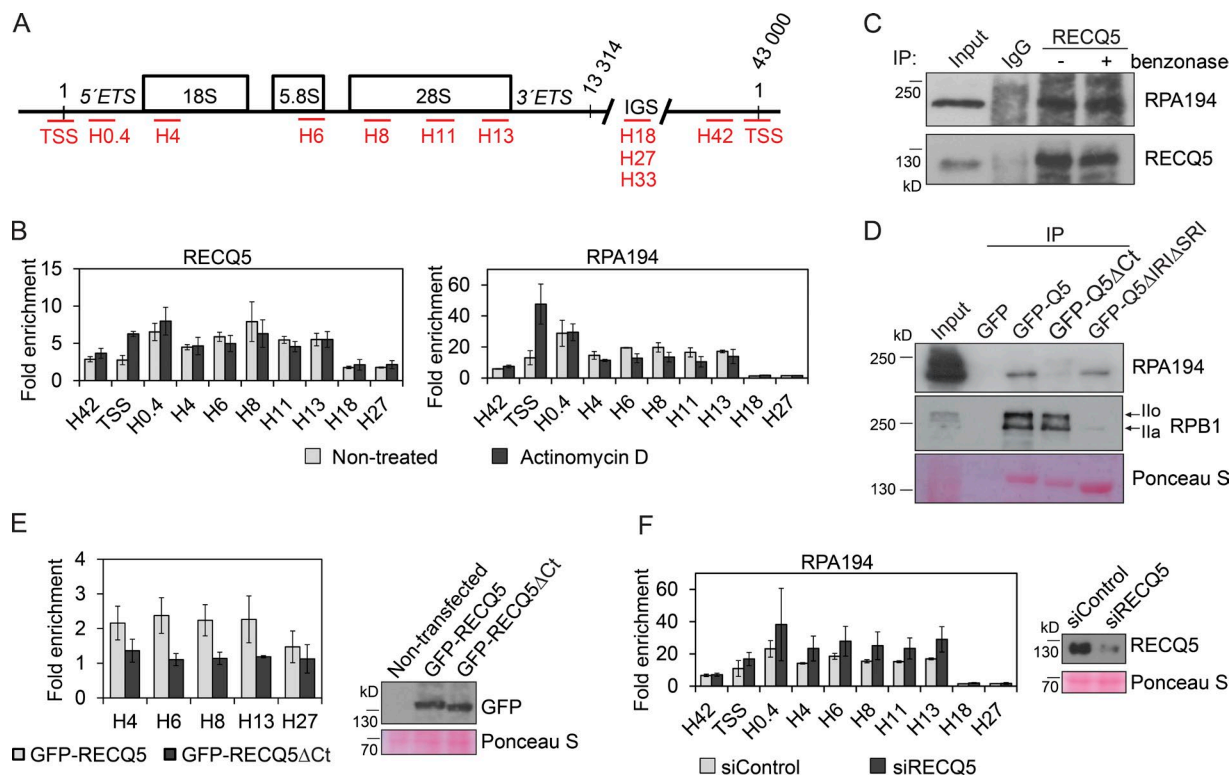 A
1
5´ETS
18S
5.8S
28S
3´ETS
13 314
IGS
43 000
1
TSS
H0.4
H4
H6
H8
H11
H13
H18
H27
H33
H42
TSS
B
RECQ5
Fold enrichment
15
10
5
0
H42 TSS H0.4 H4 H6 H8 H11 H13 H18 H27
RPA194
Fold enrichment
60
40
20
0
H42 TSS H0.4 H4 H6 H8 H11 H13 H18 H27
Non-treated
Actinomycin D
C
RECQ5
IP: Input IgG - + benzonase
250
RPA194
130
kD
RECQ5
D
IP
kD Input GFP GFP-Q5 GFP-Q5ΔCt GFP-Q5ΔIRIΔSRI
250
RPA194
250
IIo
IIa
RPB1
130
Ponceau S
E
Fold enrichment
4
3
2
1
0
H4 H6 H8 H13 H27
GFP-RECQ5 GFP-RECQ5ΔCt
Non-transfected
GFP-RECQ5
GFP-RECQ5ΔCt
kD
130
GFP
70
Ponceau S
F
RPA194
Fold enrichment
60
40
20
0
H42 TSS H0.4 H4 H6 H8 H11 H13 H18 H27
siControl
siRECQ5
siControl
siRECQ5
kD
130
RECQ5
70
Ponceau S